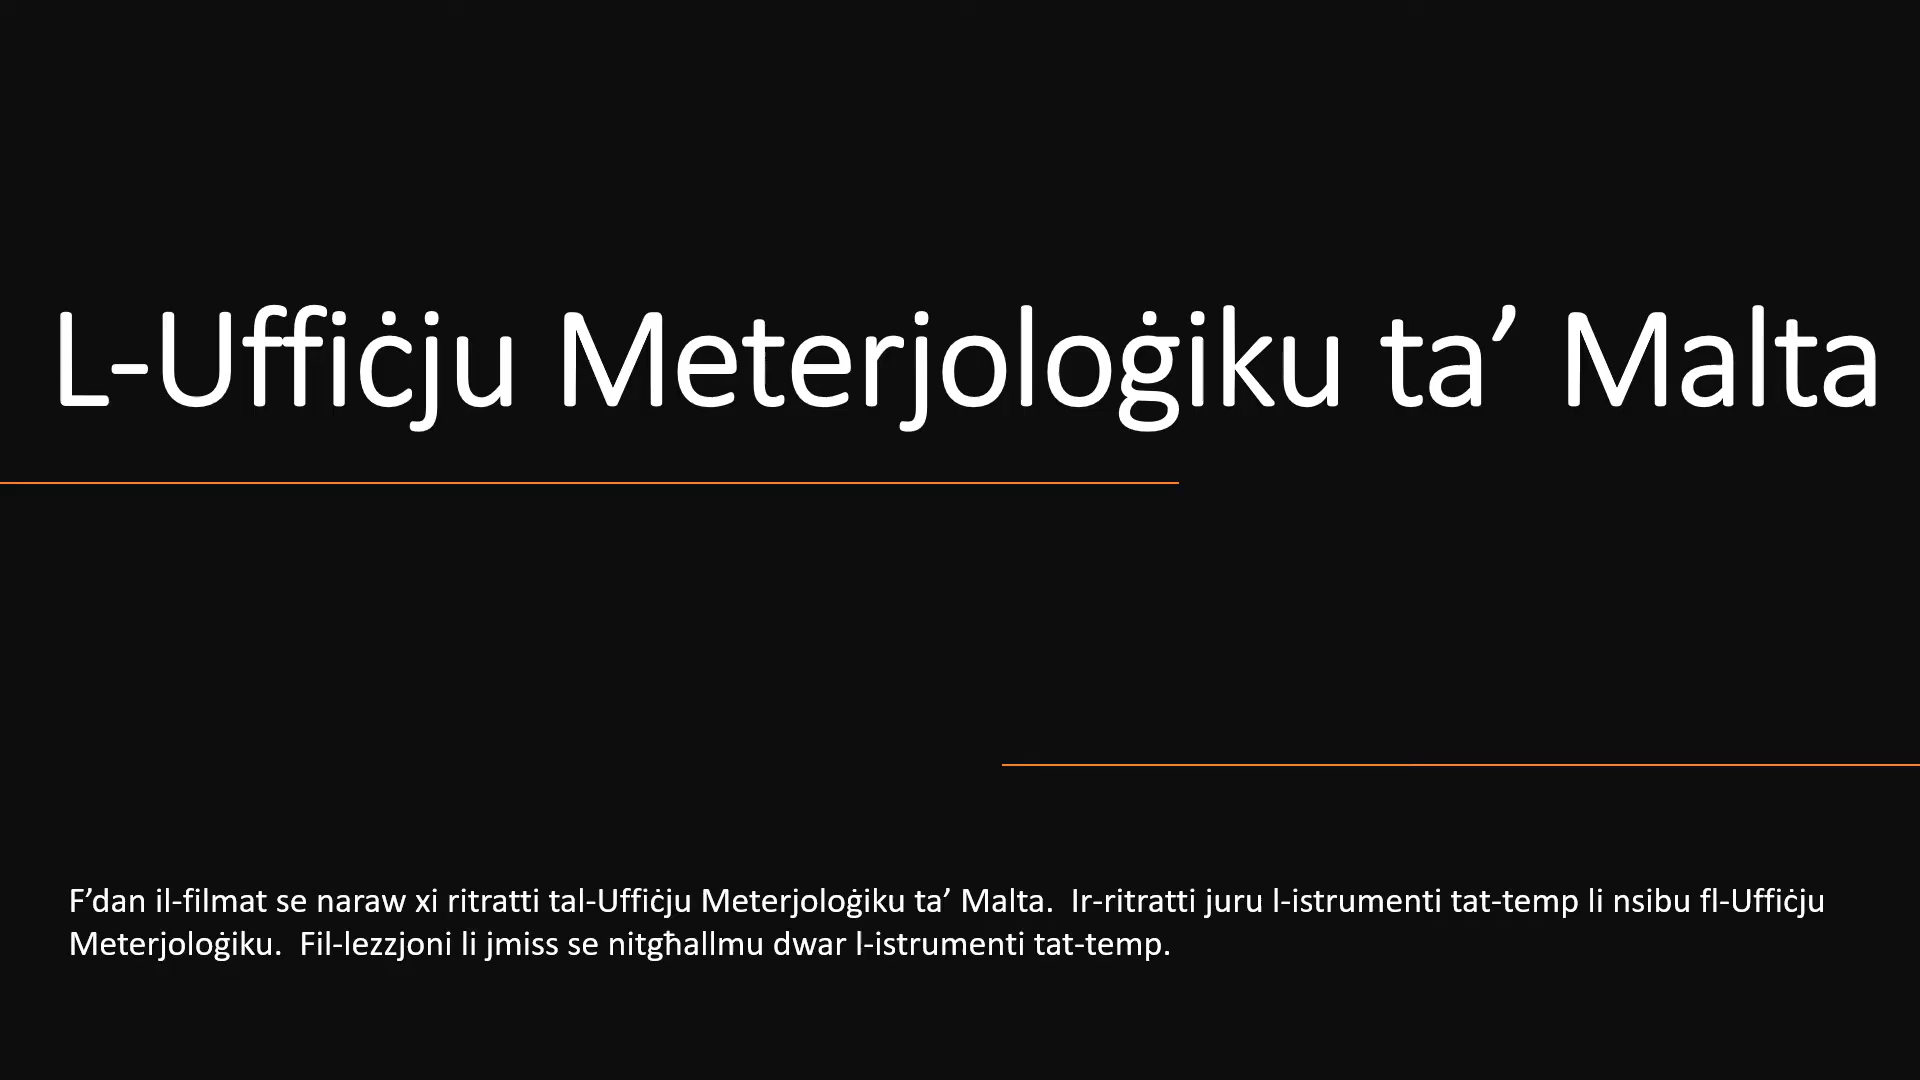 L-Uffiċju Meterjoloġiku ta’ Malta
F’dan il-filmat se naraw xi ritratti tal-Uffiċju Meterjoloġiku ta’ Malta.  Ir-ritratti juru l-istrumenti tat-temp li nsibu fl-Uffiċju
Meterjoloġiku.  Fil-lezzjoni li jmiss se nitgħallmu dwar l-istrumenti tat-temp.